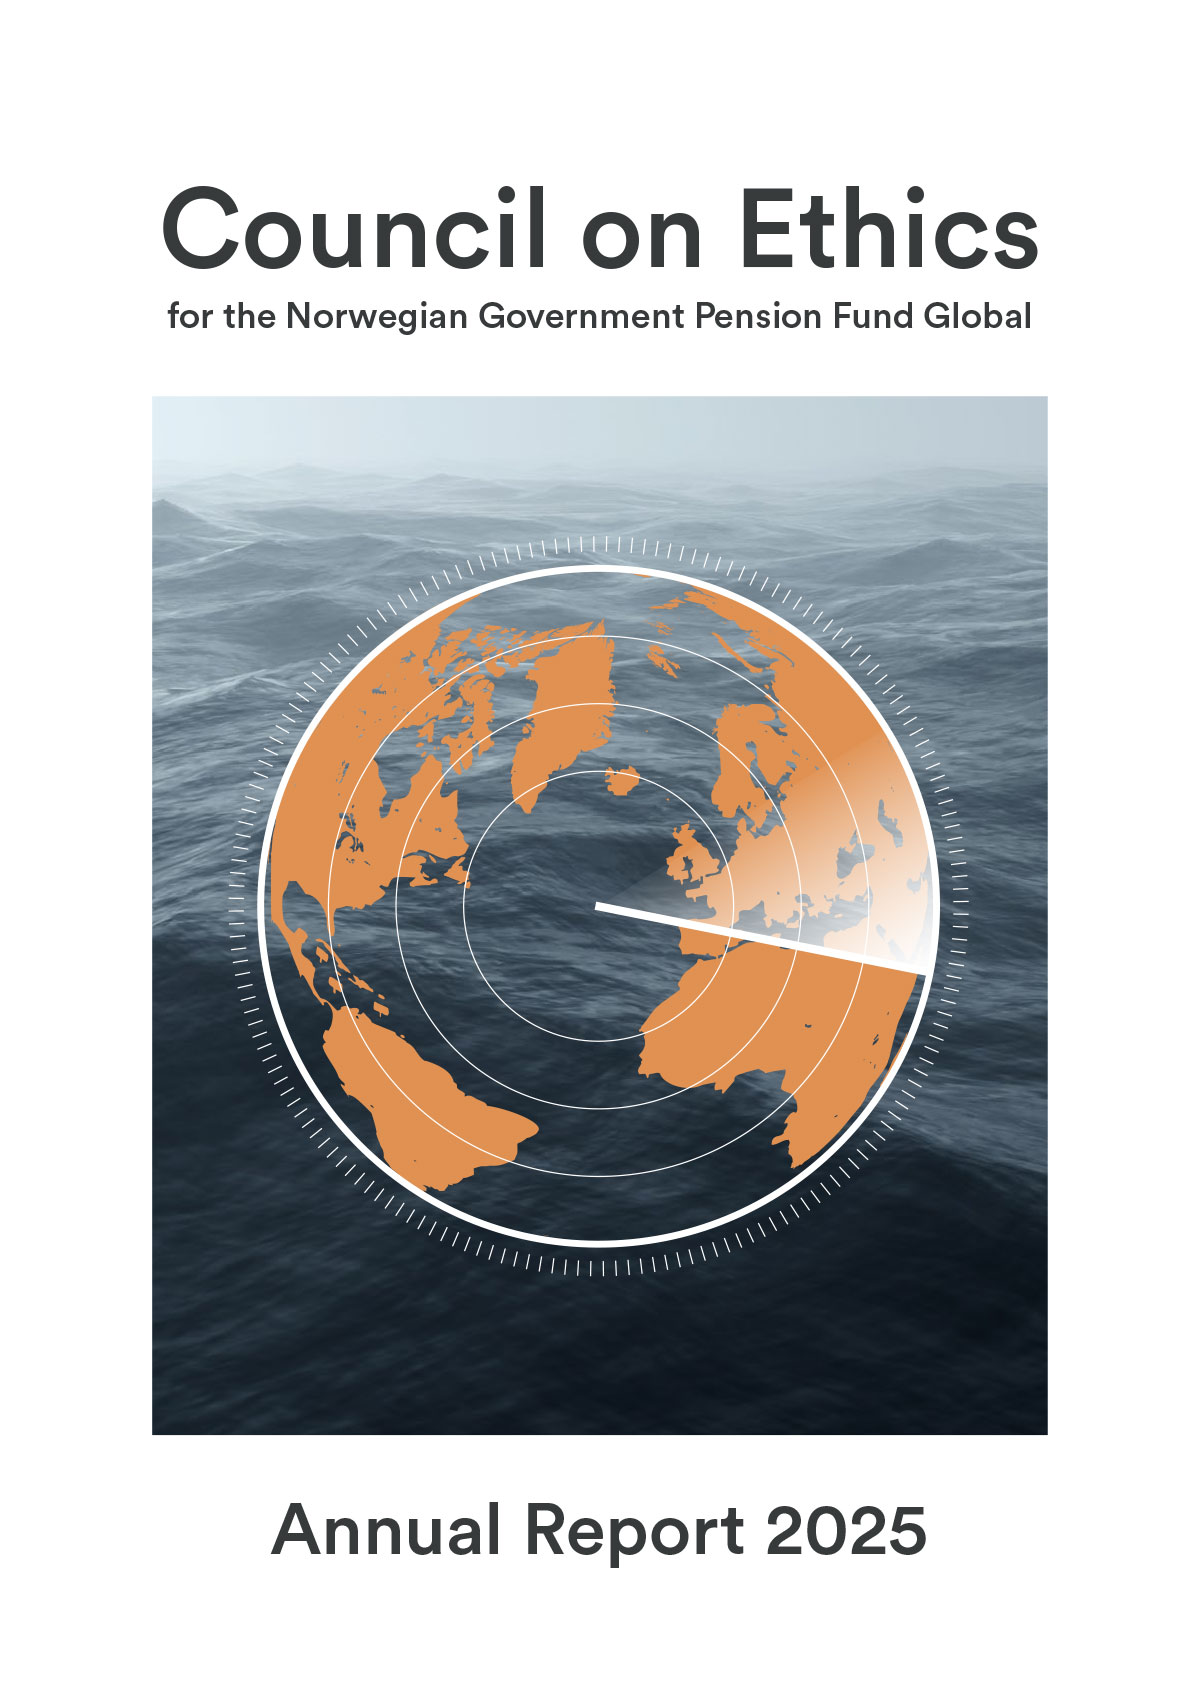 Council on Ethics
for the Norwegian Government Pension Fund Global
Annual Report 2025